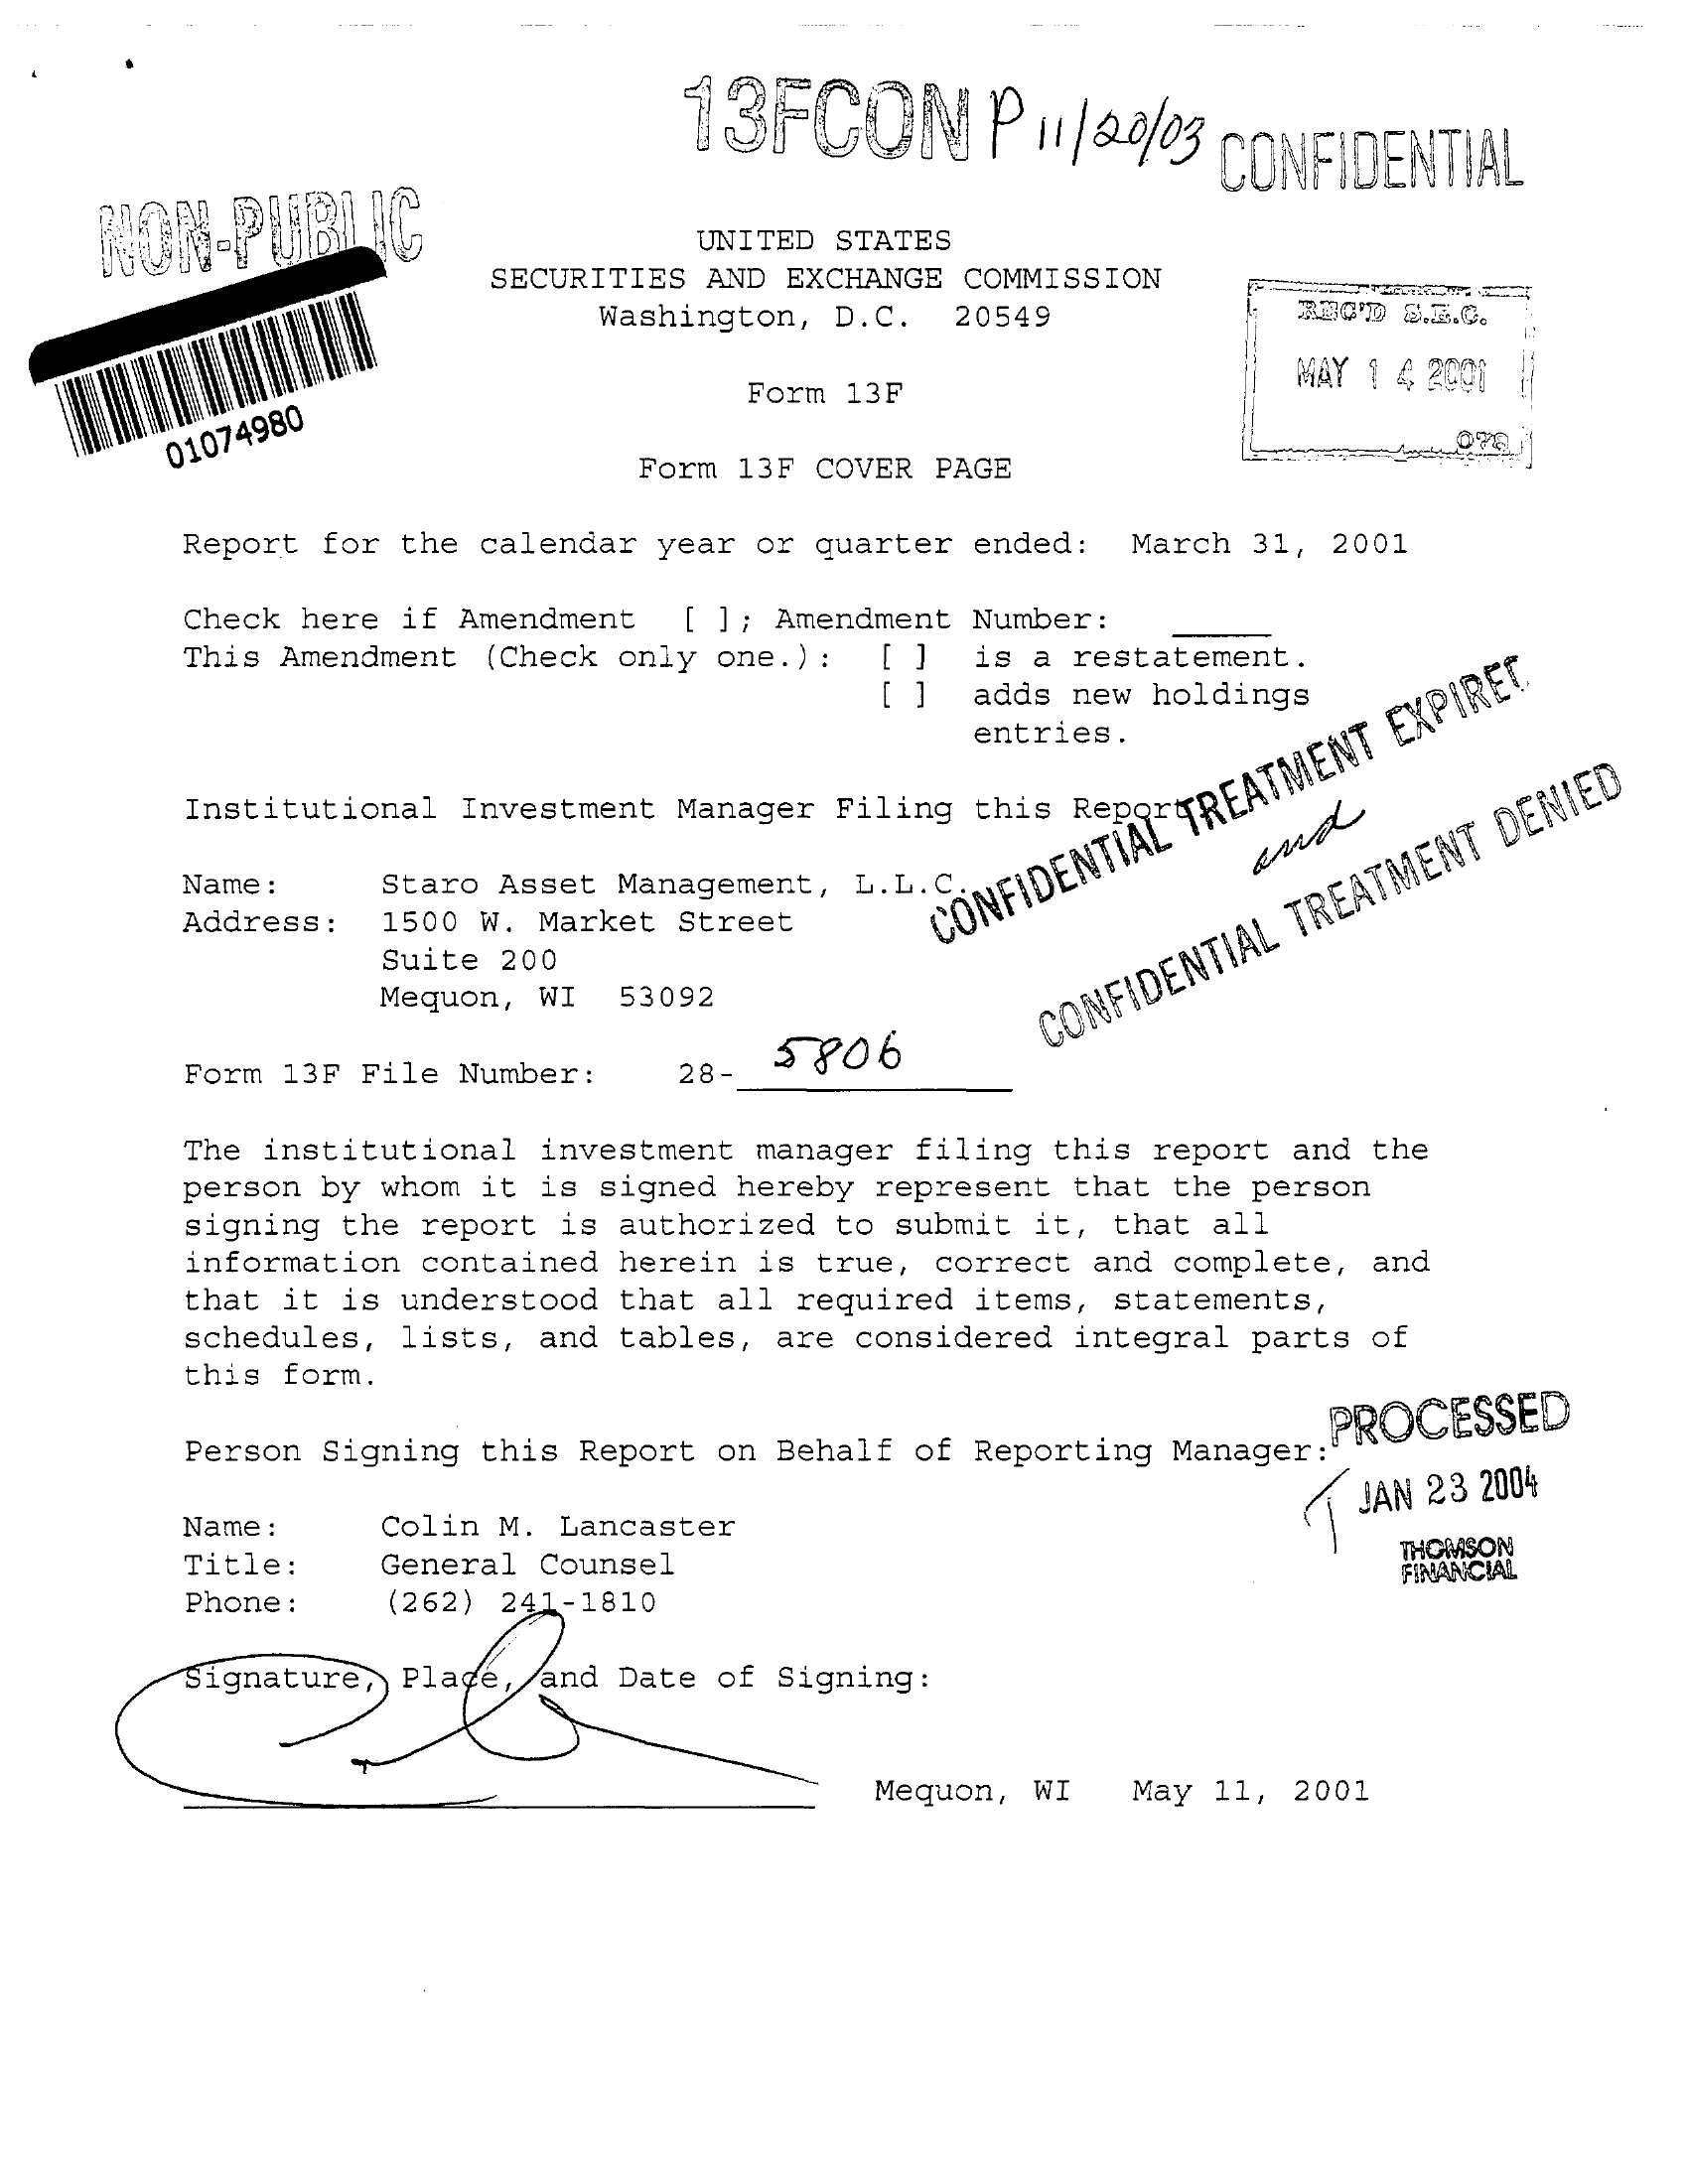 13FCON P 11/20/03 CONFIDENTIAL
NON-PUBLIC
UNITED STATES
SECURITIES AND EXCHANGE COMMISSION
Washington, D.C. 20549
REC'D S.E.C.
MAY 1 4 2001
Form 13F
01074980
Form 13F COVER PAGE
Report for the calendar year or quarter ended: March 31, 2001
Check here if Amendment [ ]; Amendment Number:
This Amendment (Check only one.): [ ] is a restatement.
[ ] adds new holdings
entries.
CONFIDENTIAL TREATMENT EXPIRED
and
CONFIDENTIAL TREATMENT DENIED
Institutional Investment Manager Filing this Report
Name: Staro Asset Management, L.L.C.
Address: 1500 W. Market Street
Suite 200
Mequon, WI 53092
Form 13F File Number: 28- 5806
The institutional investment manager filing this report and the
person by whom it is signed hereby represent that the person
signing the report is authorized to submit it, that all
information contained herein is true, correct and complete, and
that it is understood that all required items, statements,
schedules, lists, and tables, are considered integral parts of
this form.
Person Signing this Report on Behalf of Reporting Manager:
PROCESSED
JAN 23 2004
THOMSON
FINANCIAL
Name: Colin M. Lancaster
Title: General Counsel
Phone: (262) 241-1810
Signature, Place, and Date of Signing:
Mequon, WI May 11, 2001